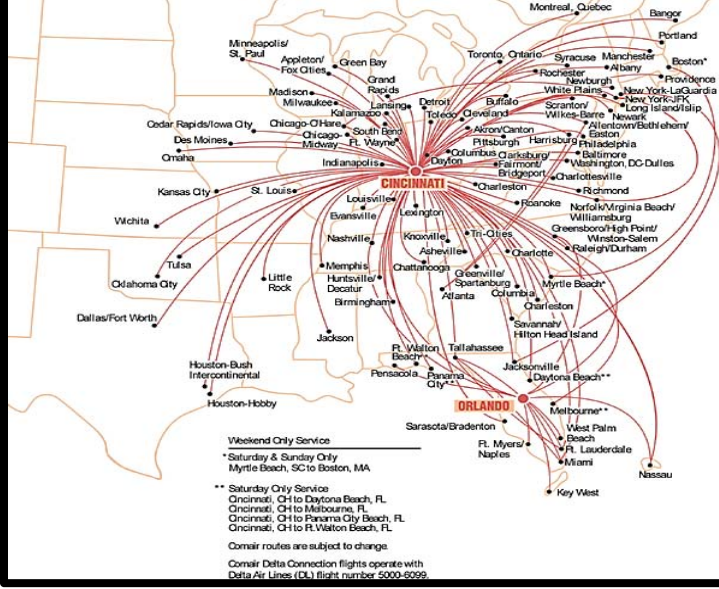 Montreal, Quebec
Bangor
Portland
Minneapolis/
St. Paul
Appleton/
Fox Cities
Green Bay
Toronto, Ontario
Syracuse
Manchester
Boston*
Albany
Rochester
Providence
Newburgh
Grand
Rapids
Madison
White Plains
New York-LaGuardia
New York-JFK
Long Island/Islip
Milwaukee
Lansing
Detroit
Buffalo
Scranton/
Wilkes-Barre
Newark
Kalamazoo
Toledo
Cleveland
Allentown/Bethlehem/
Easton
Cedar Rapids/Iowa City
Chicago-O'Hare
South Bend
Akron/Canton
Harrisburg
Philadelphia
Des Moines
Chicago-
Midway
Ft. Wayne
Pittsburgh
Baltimore
Omaha
Indianapolis
Dayton
Columbus
Clarksburg/
Fairmont/
Bridgeport
Washington, DC-Dulles
Charlottesville
CINCINNATI
Charleston
Richmond
Kansas City
St. Louis
Louisville
Lexington
Roanoke
Norfolk/Virginia Beach/
Williamsburg
Evansville
Wichita
Greensboro/High Point/
Winston-Salem
Nashville
Knoxville
Tri-Cities
Raleigh/Durham
Asheville
Charlotte
Tulsa
Memphis
Chattanooga
Oklahoma City
Little
Rock
Huntsville/
Decatur
Greenville/
Spartanburg
Myrtle Beach*
Birmingham
Atlanta
Columbia
Charleston
Dallas/Fort Worth
Jackson
Savannah/
Hilton Head Island
Ft. Walton
Beach**
Tallahassee
Houston-Bush
Intercontinental
Pensacola
Panama
City**
Jacksonville
Daytona Beach**
Houston-Hobby
ORLANDO
Melbourne**
Sarasota/Bradenton
West Palm
Beach
Ft. Myers/
Naples
Ft. Lauderdale
Miami
Nassau
Key West
Weekend Only Service
* Saturday & Sunday Only
Myrtle Beach, SC to Boston, MA
** Saturday Only Service
Cincinnati, OH to Daytona Beach, FL
Cincinnati, OH to Melbourne, FL
Cincinnati, OH to Panama City Beach, FL
Cincinnati, OH to Ft. Walton Beach, FL
Comair routes are subject to change.
Comair Delta Connection flights operate with
Delta Air Lines (DL) flight number 5000-6099.